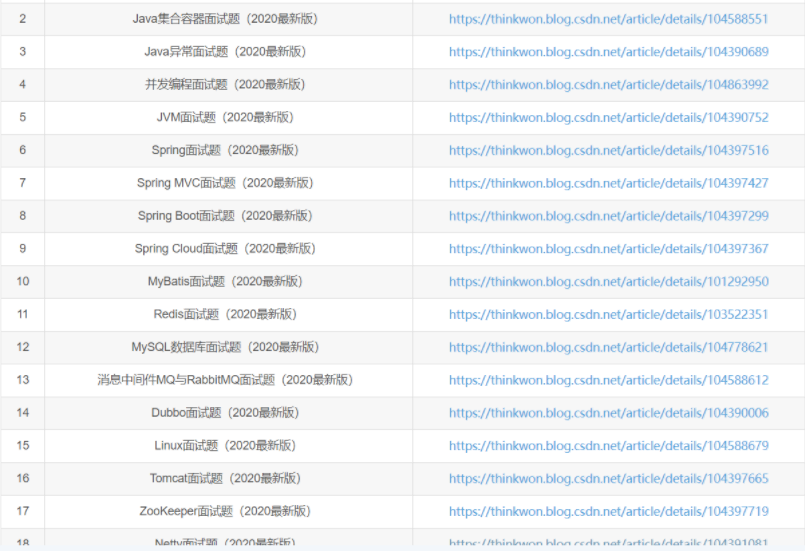 2 Java集合容器面试题（2020最新版） https://thinkwon.blog.csdn.net/article/details/104588551
3 Java异常面试题（2020最新版） https://thinkwon.blog.csdn.net/article/details/104390689
4 并发编程面试题（2020最新版） https://thinkwon.blog.csdn.net/article/details/104863992
5 JVM面试题（2020最新版） https://thinkwon.blog.csdn.net/article/details/104390752
6 Spring面试题（2020最新版） https://thinkwon.blog.csdn.net/article/details/104397516
7 Spring MVC面试题（2020最新版） https://thinkwon.blog.csdn.net/article/details/104397427
8 Spring Boot面试题（2020最新版） https://thinkwon.blog.csdn.net/article/details/104397299
9 Spring Cloud面试题（2020最新版） https://thinkwon.blog.csdn.net/article/details/104397367
10 MyBatis面试题（2020最新版） https://thinkwon.blog.csdn.net/article/details/101292950
11 Redis面试题（2020最新版） https://thinkwon.blog.csdn.net/article/details/103522351
12 MySQL数据库面试题（2020最新版） https://thinkwon.blog.csdn.net/article/details/104778621
13 消息中间件MQ与RabbitMQ面试题（2020最新版） https://thinkwon.blog.csdn.net/article/details/104588612
14 Dubbo面试题（2020最新版） https://thinkwon.blog.csdn.net/article/details/104390006
15 Linux面试题（2020最新版） https://thinkwon.blog.csdn.net/article/details/104588679
16 Tomcat面试题（2020最新版） https://thinkwon.blog.csdn.net/article/details/104397665
17 ZooKeeper面试题（2020最新版） https://thinkwon.blog.csdn.net/article/details/104397719
18 Netty面试题（2020最新版） https://thinkwon.blog.csdn.net/article/details/104391081